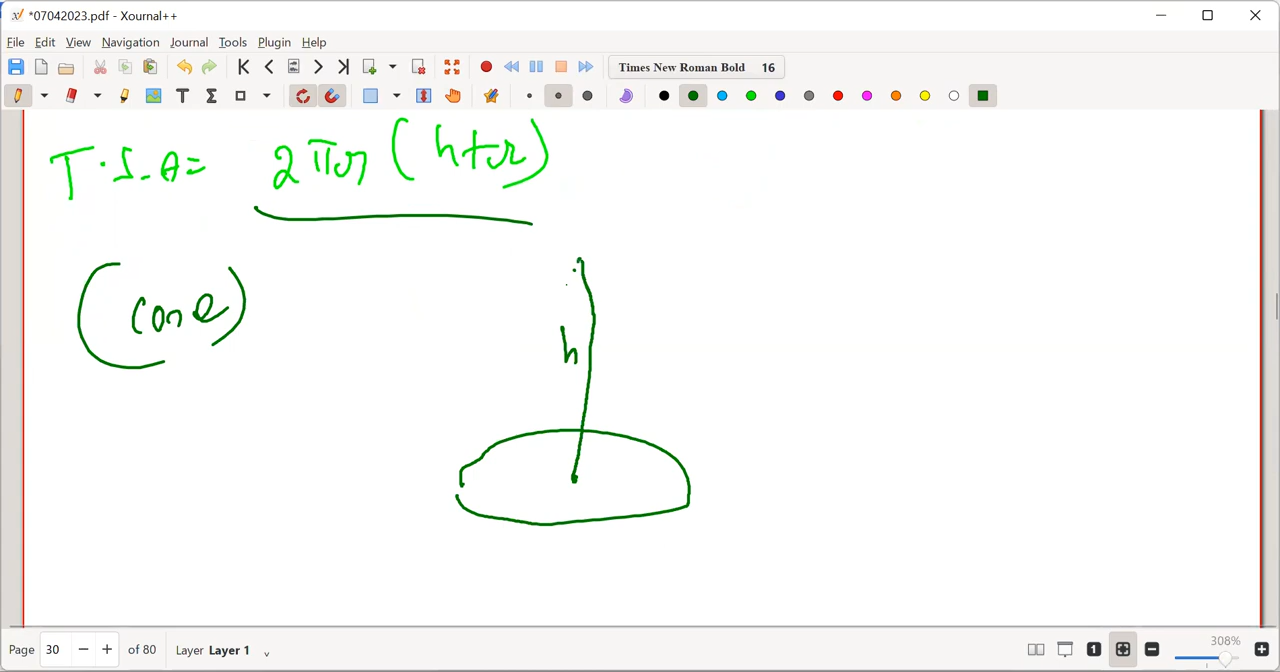 *07042023.pdf - Xournal++
File Edit View Navigation Journal Tools Plugin Help
Times New Roman Bold 16
T.S.A= 2πr(h+r)
(cone)
h
Page 30 of 80 Layer Layer 1
308%